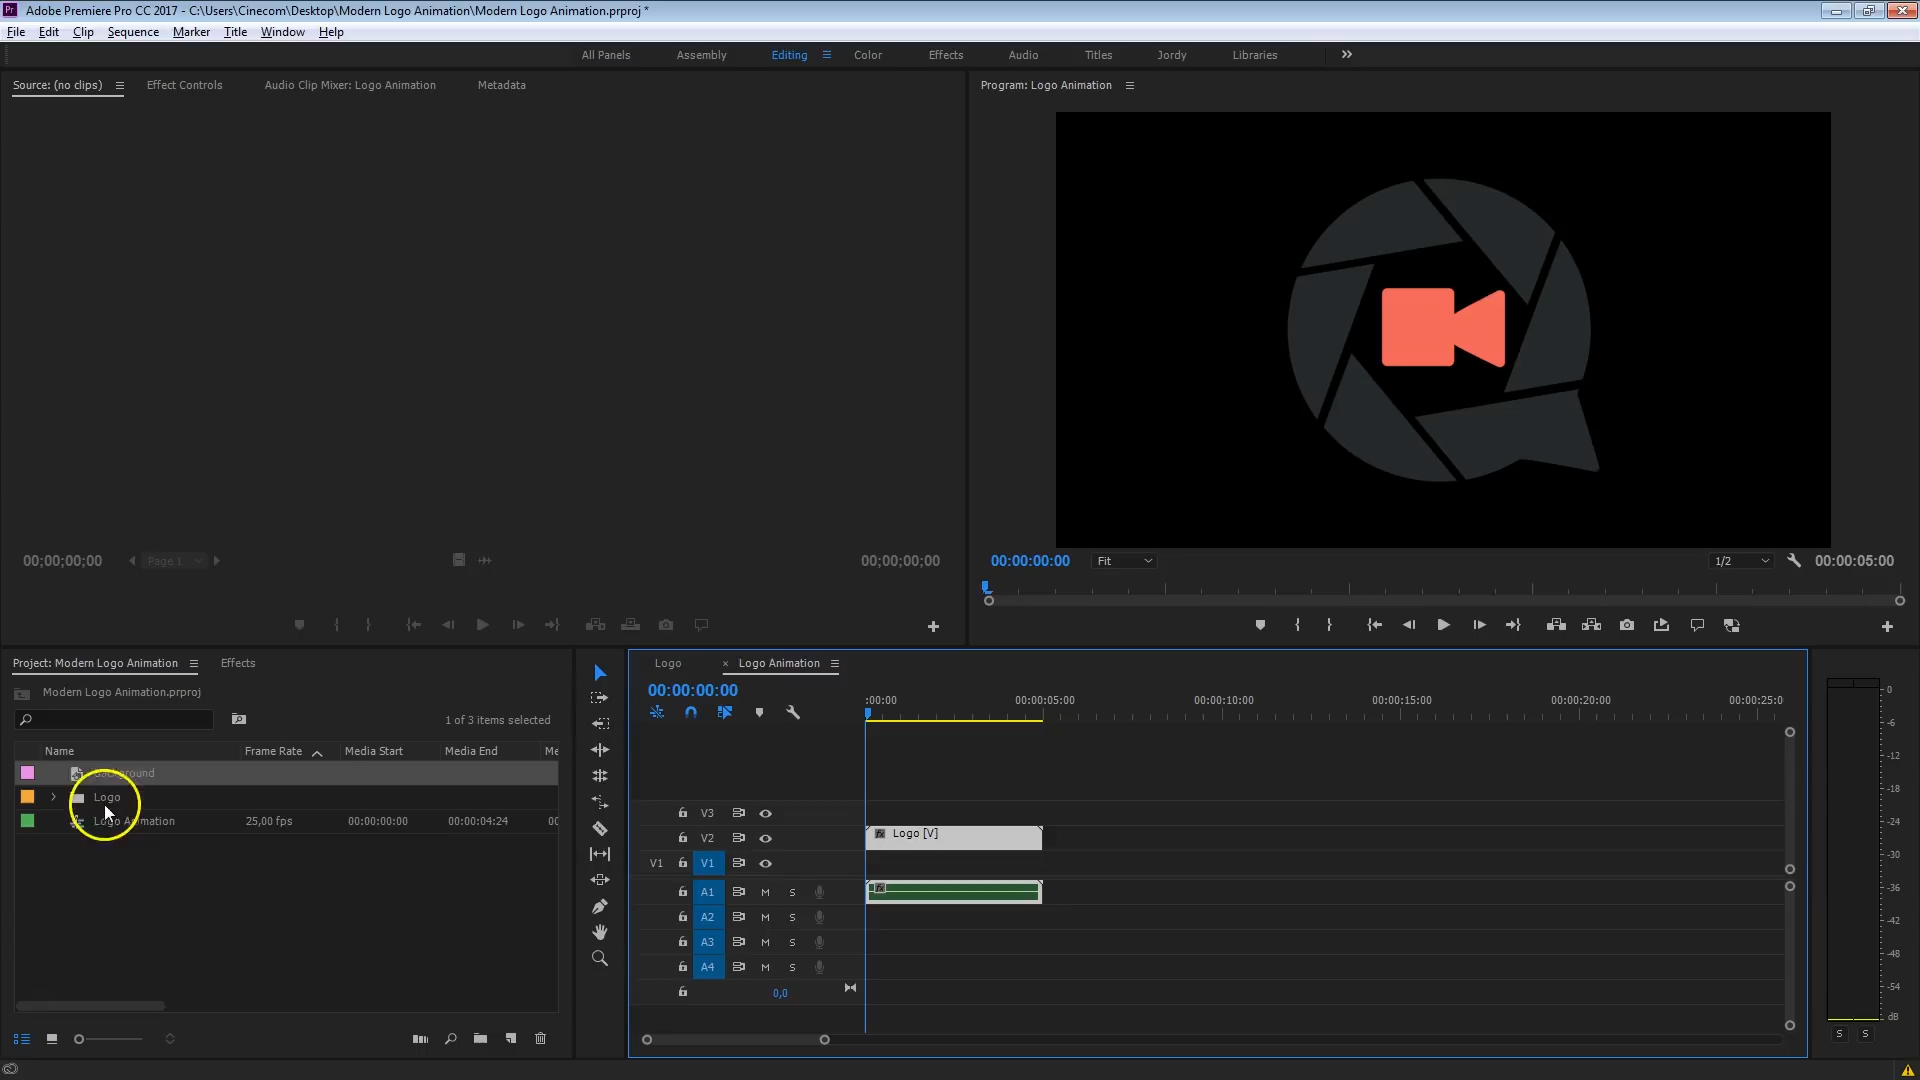 Adobe Premiere Pro CC 2017 - C:\Users\Cinecom\Desktop\Modern Logo Animation\Modern Logo Animation.prproj *
File Edit Clip Sequence Marker Title Window Help
All Panels Assembly Editing Color Effects Audio Titles Jordy Libraries
Source: (no clips) Effect Controls Audio Clip Mixer: Logo Animation Metadata
Program: Logo Animation
00;00;00;00 Page 1 00;00;00;00
00:00:00:00 Fit 1/2 00:00:05:00
Project: Modern Logo Animation Effects
Modern Logo Animation.prproj
1 of 3 items selected
Name Frame Rate Media Start Media End Me
Background
Logo
Logo Animation 25,00 fps 00:00:00:00 00:00:04:24 00
Logo × Logo Animation
00:00:00:00
:00:00 00:00:05:00 00:00:10:00 00:00:15:00 00:00:20:00 00:00:25:0
V3
V2 Logo [V]
V1 V1
A1 M S
A2 M S
A3 M S
A4 M S
0,0
0
-6
-12
-18
-24
-30
-36
-42
-48
-54
dB
S S